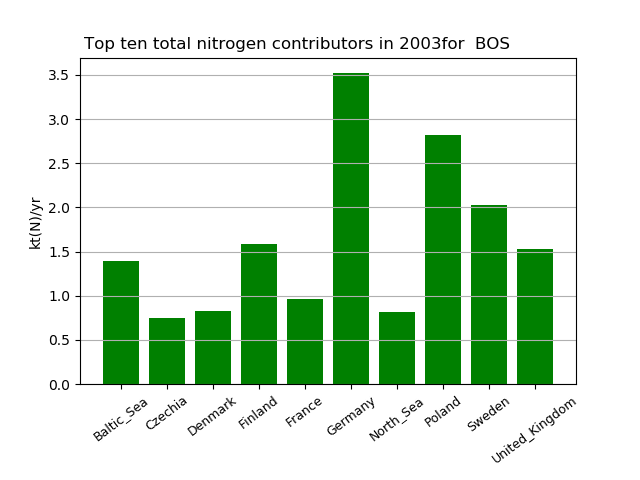 Top ten total nitrogen contributors in 2003for  BOS
kt(N)/yr
3.5
3.0
2.5
2.0
1.5
1.0
0.5
0.0
Baltic_Sea
Czechia
Denmark
Finland
France
Germany
North_Sea
Poland
Sweden
United_Kingdom